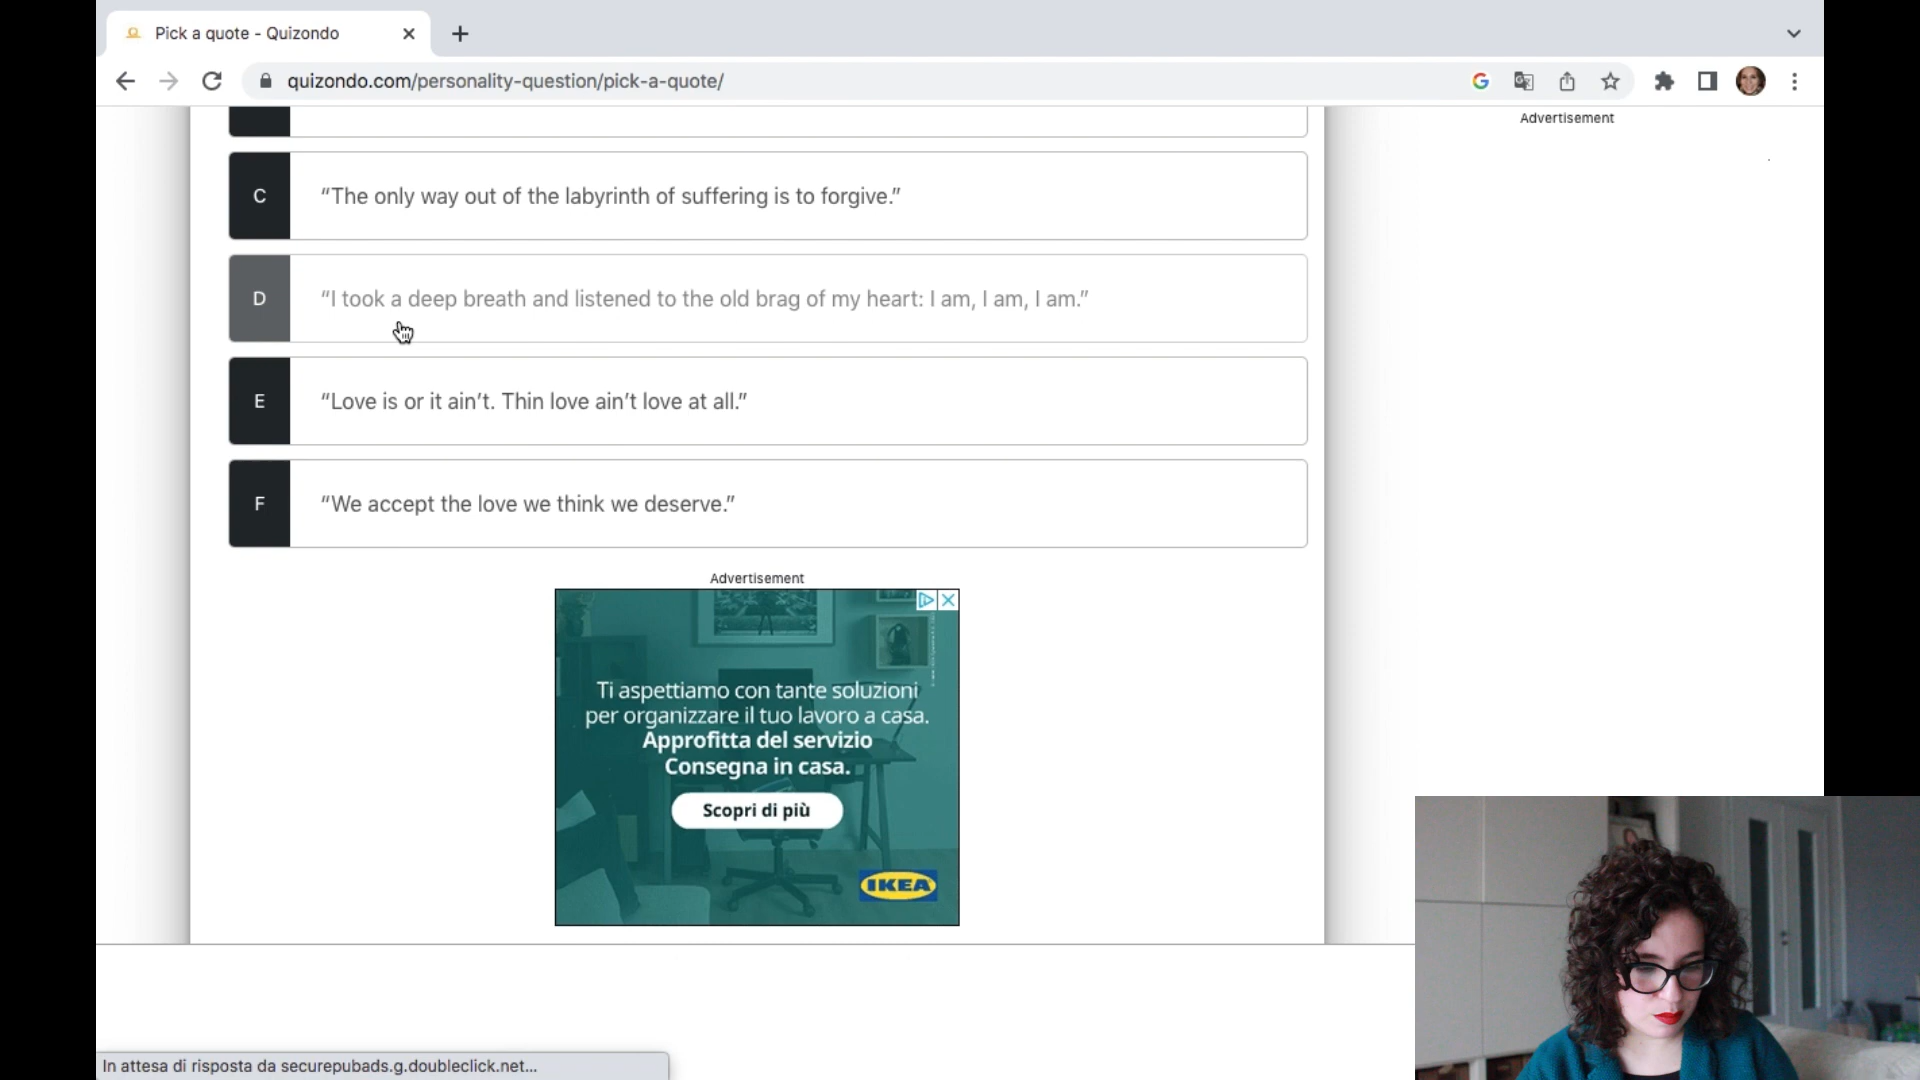 Pick a quote - Quizondo
quizondo.com/personality-question/pick-a-quote/
Advertisement
C
“The only way out of the labyrinth of suffering is to forgive.”
D
“I took a deep breath and listened to the old brag of my heart: I am, I am, I am.”
E
“Love is or it ain’t. Thin love ain’t love at all.”
F
“We accept the love we think we deserve.”
Advertisement
Ti aspettiamo con tante soluzioni
per organizzare il tuo lavoro a casa.
Approfitta del servizio
Consegna in casa.
Scopri di più
IKEA
In attesa di risposta da securepubads.g.doubleclick.net...